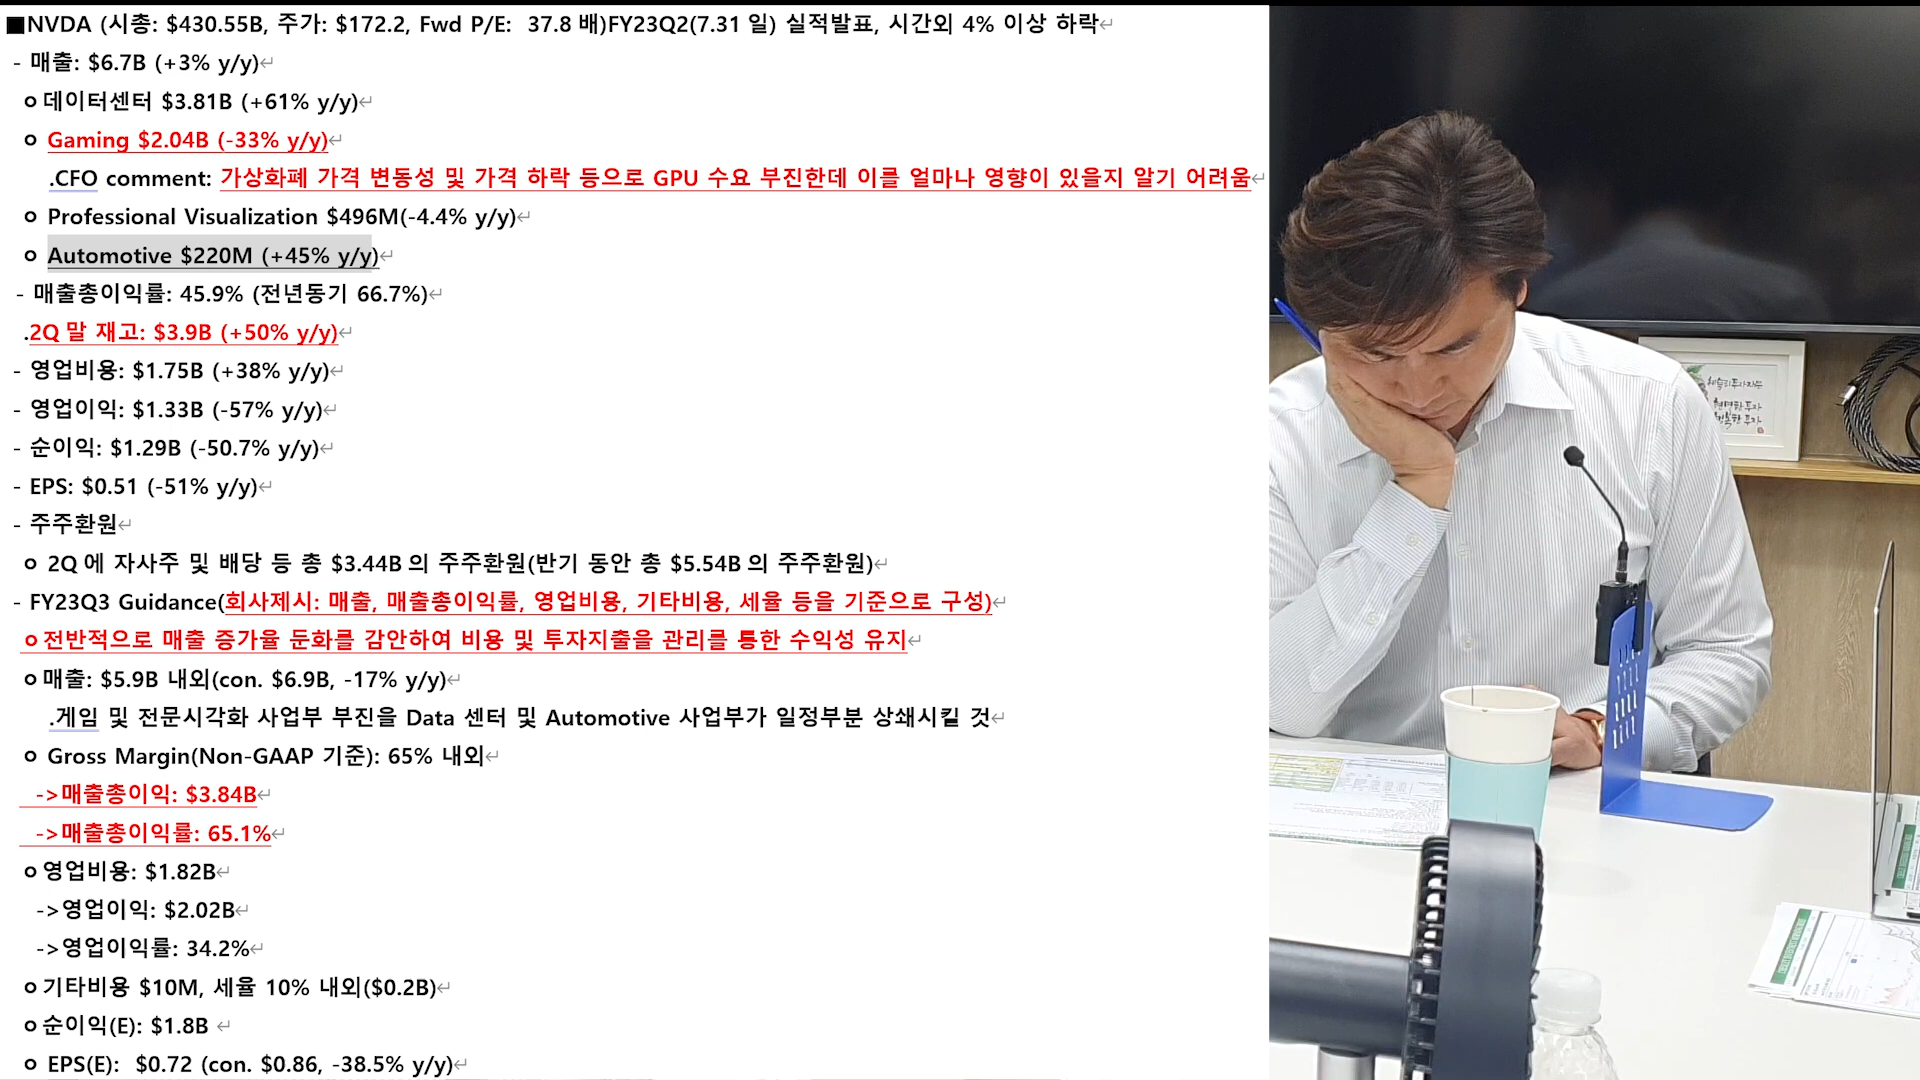 ■NVDA (시총: $430.55B, 주가: $172.2, Fwd P/E:  37.8 배)FY23Q2(7.31 일) 실적발표, 시간외 4% 이상 하락
- 매출: $6.7B (+3% y/y)
ㅇ데이터센터 $3.81B (+61% y/y)
ㅇ Gaming $2.04B (-33% y/y)
.CFO comment: 가상화폐 가격 변동성 및 가격 하락 등으로 GPU 수요 부진한데 이를 얼마나 영향이 있을지 알기 어려움
ㅇ Professional Visualization $496M(-4.4% y/y)
ㅇ Automotive $220M (+45% y/y)
- 매출총이익률: 45.9% (전년동기 66.7%)
.2Q 말 재고: $3.9B (+50% y/y)
- 영업비용: $1.75B (+38% y/y)
- 영업이익: $1.33B (-57% y/y)
- 순이익: $1.29B (-50.7% y/y)
- EPS: $0.51 (-51% y/y)
- 주주환원
ㅇ 2Q 에 자사주 및 배당 등 총 $3.44B 의 주주환원(반기 동안 총 $5.54B 의 주주환원)
- FY23Q3 Guidance(회사제시: 매출, 매출총이익률, 영업비용, 기타비용, 세율 등을 기준으로 구성)
ㅇ전반적으로 매출 증가율 둔화를 감안하여 비용 및 투자지출을 관리를 통한 수익성 유지
ㅇ매출: $5.9B 내외(con. $6.9B, -17% y/y)
.게임 및 전문시각화 사업부 부진을 Data 센터 및 Automotive 사업부가 일정부분 상쇄시킬 것
ㅇ Gross Margin(Non-GAAP 기준): 65% 내외
->매출총이익: $3.84B
->매출총이익률: 65.1%
ㅇ영업비용: $1.82B
->영업이익: $2.02B
->영업이익률: 34.2%
ㅇ기타비용 $10M, 세율 10% 내외($0.2B)
ㅇ순이익(E): $1.8B
ㅇ EPS(E):  $0.72 (con. $0.86, -38.5% y/y)